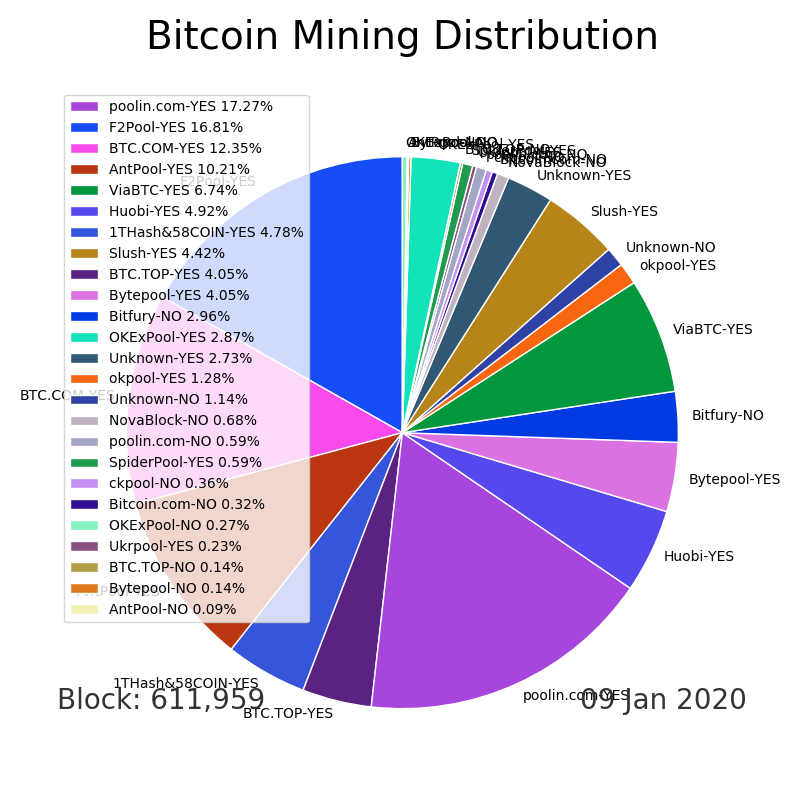 Bitcoin Mining Distribution
poolin.com-YES 17.27%
F2Pool-YES 16.81%
BTC.COM-YES 12.35%
AntPool-YES 10.21%
ViaBTC-YES 6.74%
Huobi-YES 4.92%
1THash&58COIN-YES 4.78%
Slush-YES 4.42%
BTC.TOP-YES 4.05%
Bytepool-YES 4.05%
Bitfury-NO 2.96%
OKExPool-YES 2.87%
Unknown-YES 2.73%
okpool-YES 1.28%
Unknown-NO 1.14%
NovaBlock-NO 0.68%
poolin.com-NO 0.59%
SpiderPool-YES 0.59%
ckpool-NO 0.36%
Bitcoin.com-NO 0.32%
OKExPool-NO 0.27%
Ukrpool-YES 0.23%
BTC.TOP-NO 0.14%
Bytepool-NO 0.14%
AntPool-NO 0.09%
NovaBlock-NO
Unknown-YES
Slush-YES
Unknown-NO
okpool-YES
ViaBTC-YES
Bitfury-NO
Bytepool-YES
Huobi-YES
poolin.com-YES
BTC.TOP-YES
1THash&58COIN-YES
BTC.COM-YES
F2Pool-YES
Block: 611,959
09 Jan 2020